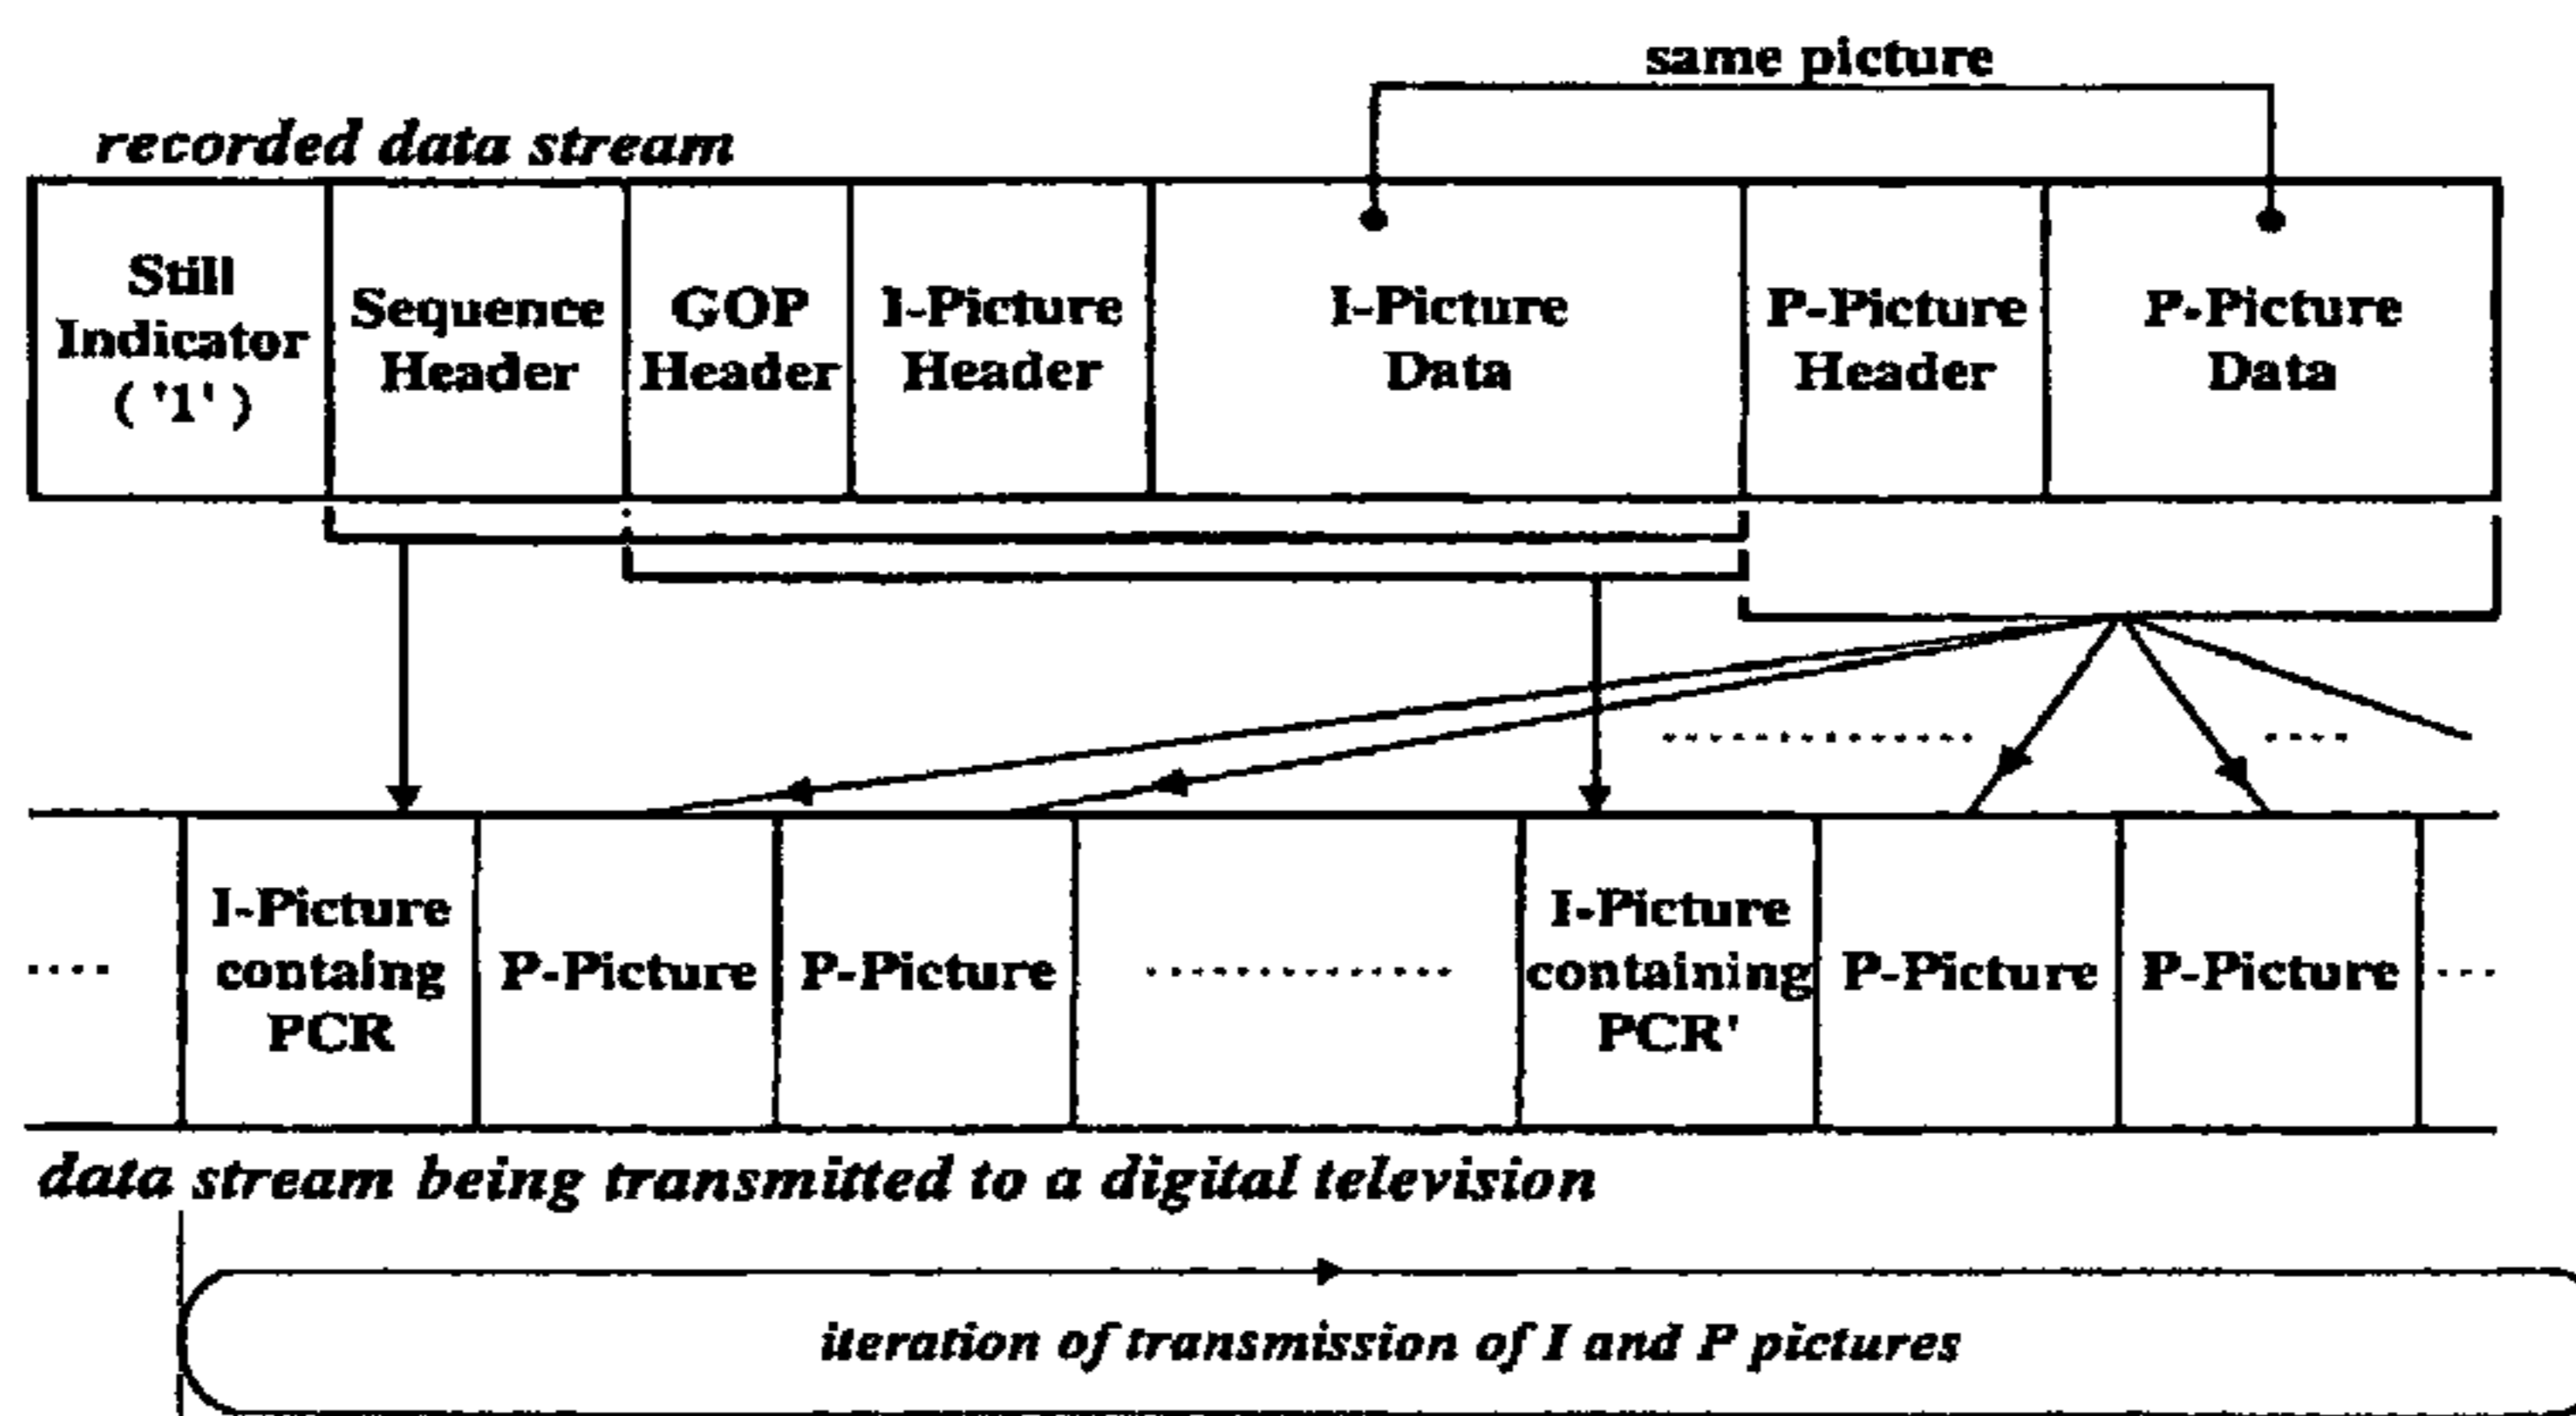 same picture
recorded data stream
Still
Indicator
('1')
Sequence
Header
GOP
Header
I-Picture
Header
I-Picture
Data
P-Picture
Header
P-Picture
Data
I-Picture
containg
PCR
P-Picture
P-Picture
I-Picture
containing
PCR'
P-Picture
P-Picture
data stream being transmitted to a digital television
iteration of transmission of I and P pictures